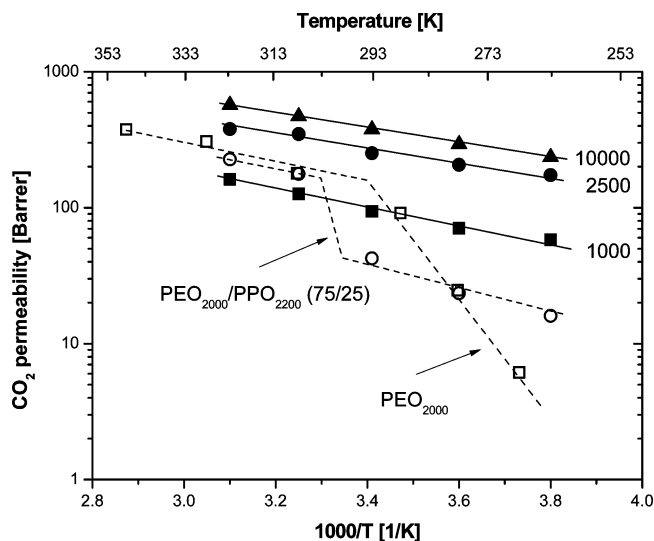 Temperature [K]
353 333 313 293 273 253
1000
100
10
1
CO2 permeability [Barrer]
10000
2500
1000
PEO2000/PPO2200 (75/25)
PEO2000
2.8 3.0 3.2 3.4 3.6 3.8 4.0
1000/T [1/K]